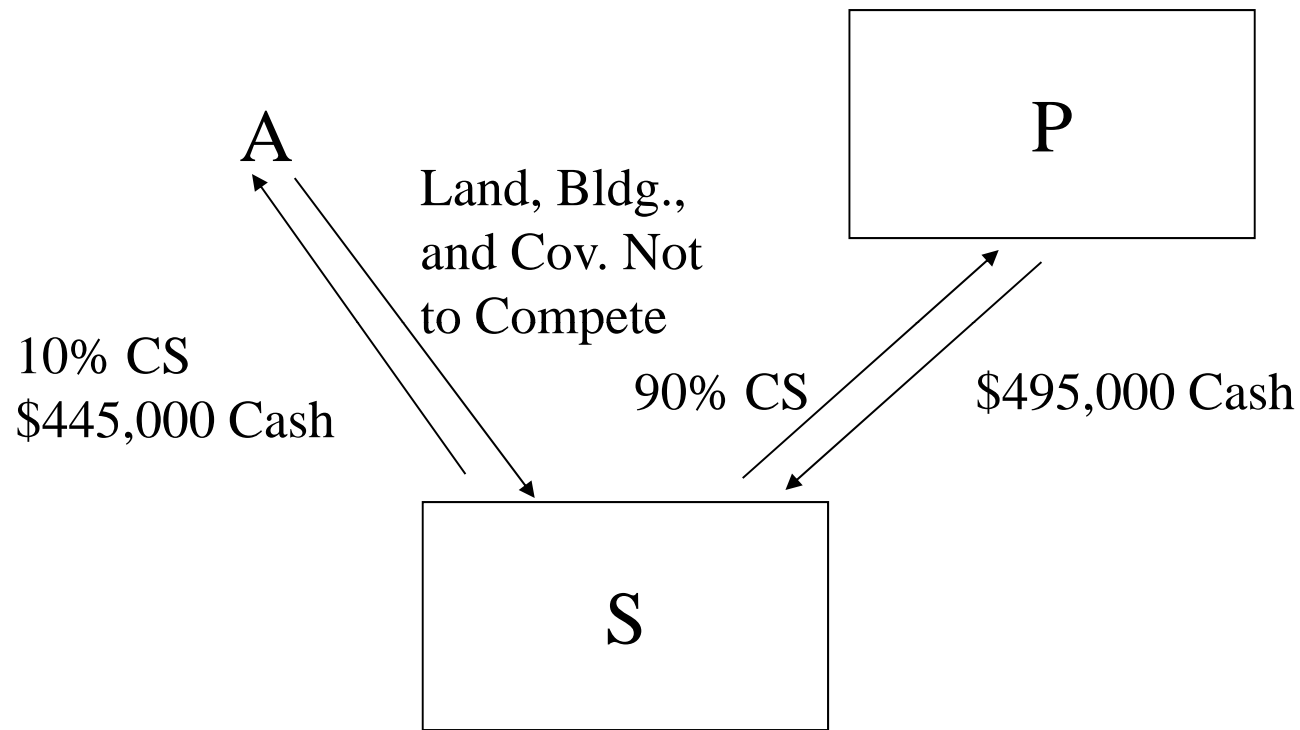 A
P
Land, Bldg.,
and Cov. Not
to Compete
10% CS
$445,000 Cash
90% CS
$495,000 Cash
S